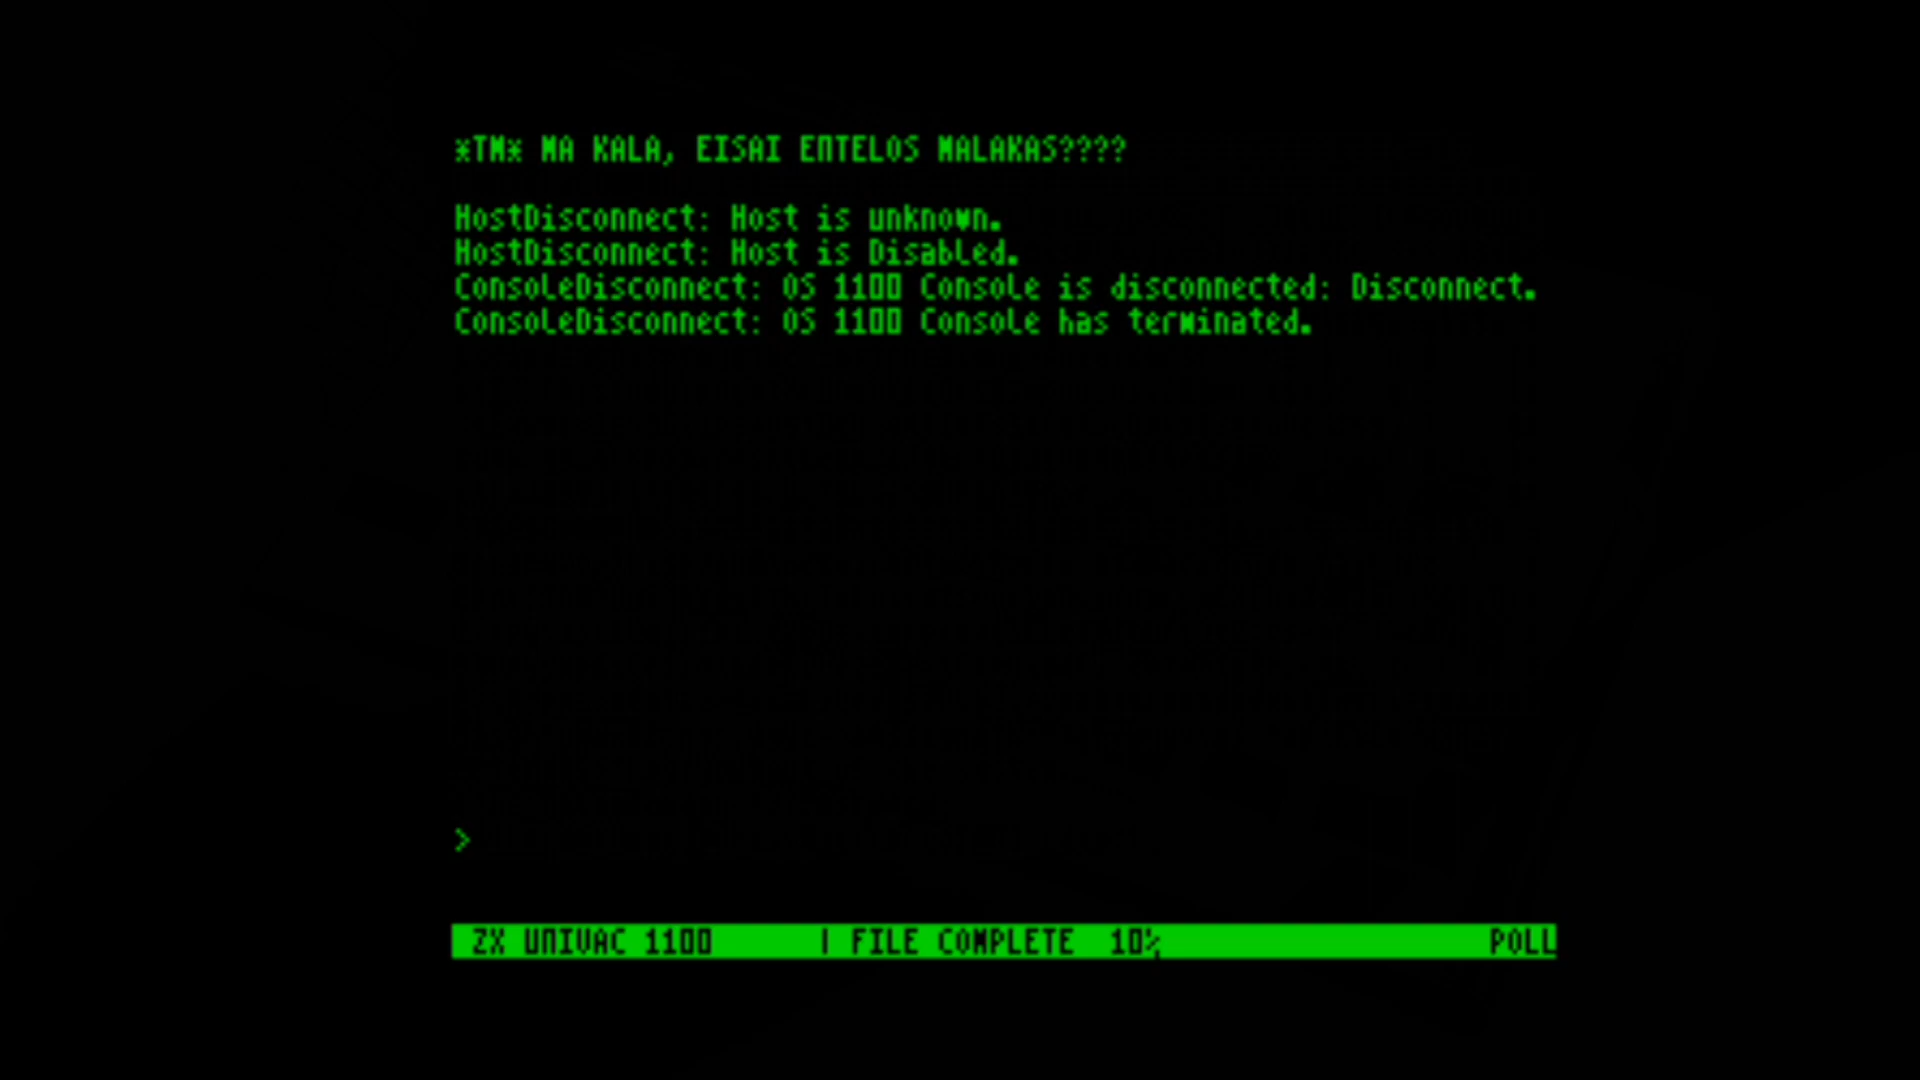 *TM* MA KALA, EISAI ENTELOS MALAKAS????
HostDisconnect: Host is unknown.
HostDisconnect: Host is Disabled.
ConsoleDisconnect: OS 1100 Console is disconnected: Disconnect.
ConsoleDisconnect: OS 1100 Console has terminated.
>
ZX UNIVAC 1100 | FILE COMPLETE 10% POLL